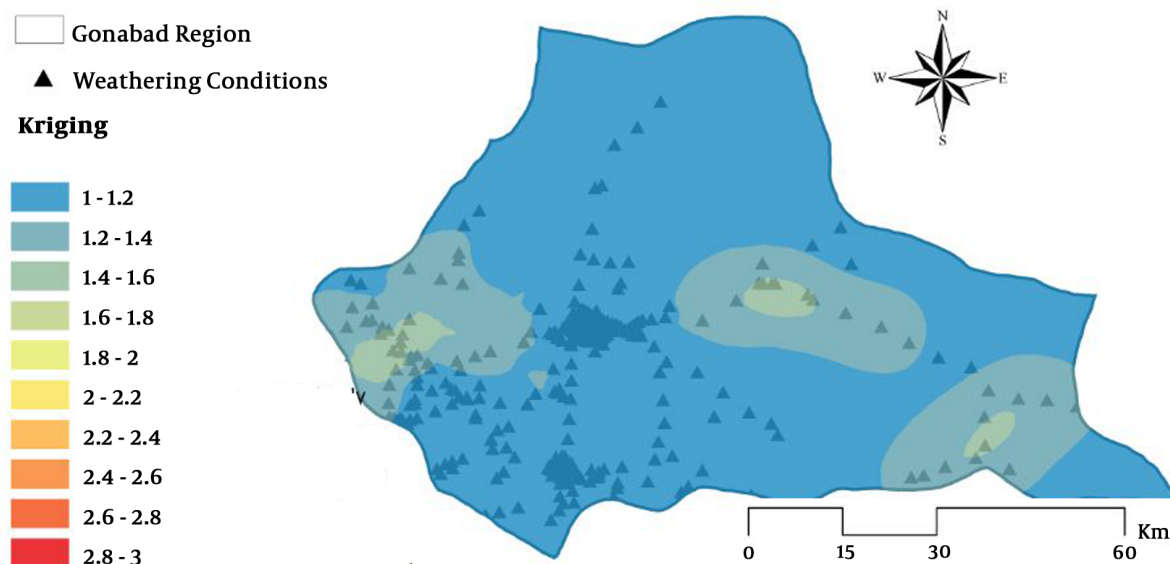 Gonabad Region
Weathering Conditions
Kriging
1 - 1.2
1.2 - 1.4
1.4 - 1.6
1.6 - 1.8
1.8 - 2
2 - 2.2
2.2 - 2.4
2.4 - 2.6
2.6 - 2.8
2.8 - 3
N
W E
S
'V
0 15 30 60
Km